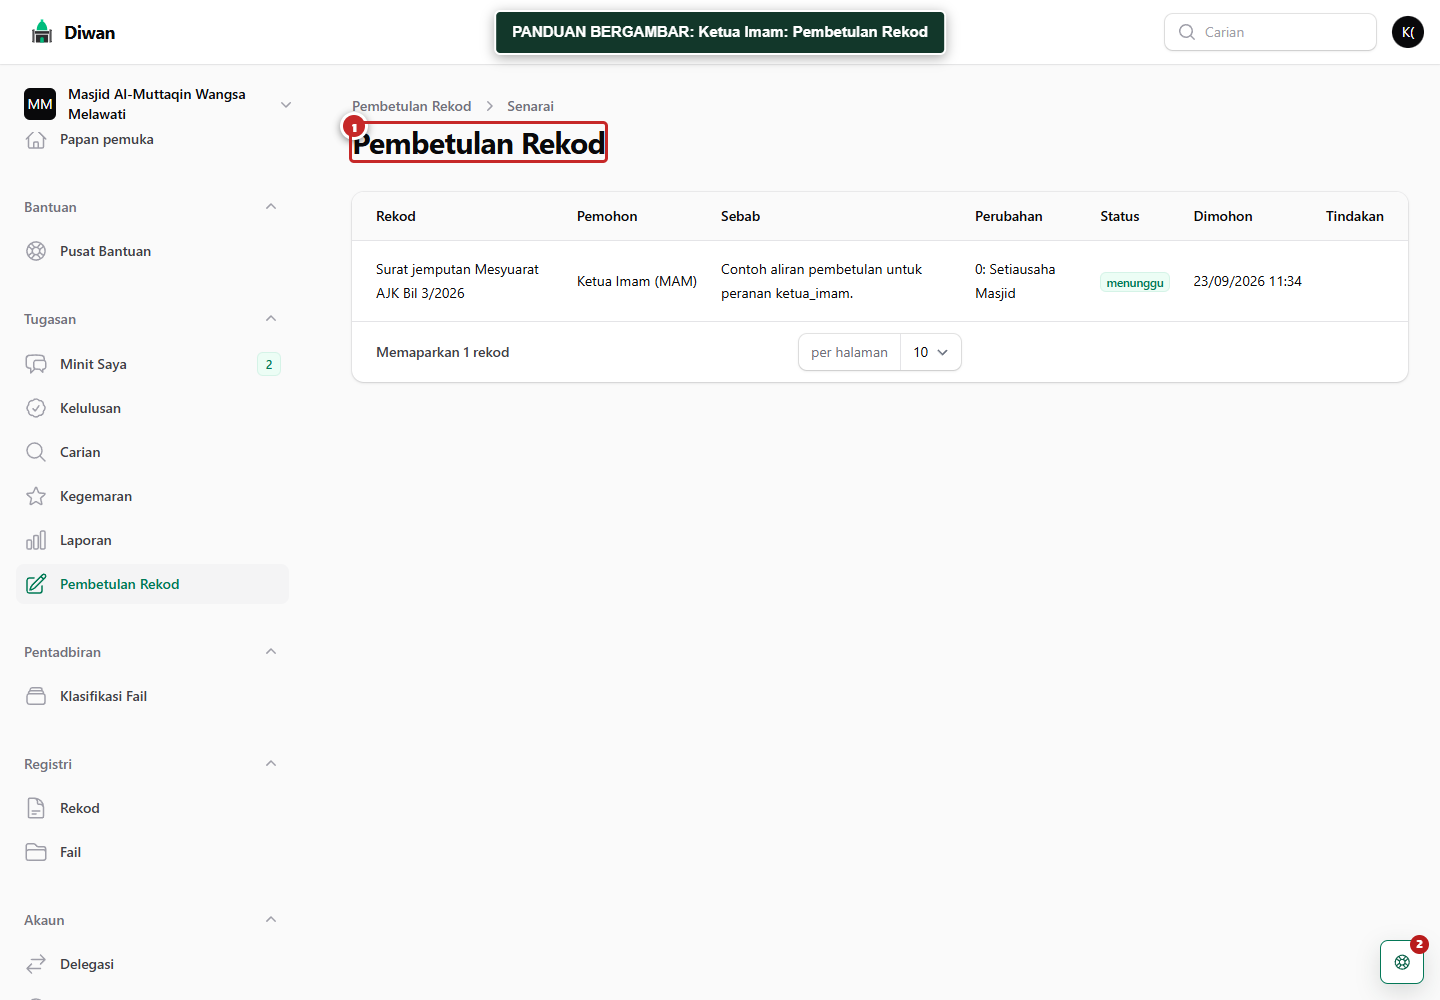 Diwan
PANDUAN BERGAMBAR: Ketua Imam: Pembetulan Rekod
Carian
K(
MM
Masjid Al-Muttaqin Wangsa
Melawati
Papan pemuka
Bantuan
Pusat Bantuan
Tugasan
Minit Saya
2
Kelulusan
Carian
Kegemaran
Laporan
Pembetulan Rekod
Pentadbiran
Klasifikasi Fail
Registri
Rekod
Fail
Akaun
Delegasi
Pembetulan Rekod
Senarai
1
Pembetulan Rekod
Rekod
Pemohon
Sebab
Perubahan
Status
Dimohon
Tindakan
Surat jemputan Mesyuarat
AJK Bil 3/2026
Ketua Imam (MAM)
Contoh aliran pembetulan untuk
peranan ketua_imam.
0: Setiausaha
Masjid
menunggu
23/09/2026 11:34
Memaparkan 1 rekod
per halaman
10
2